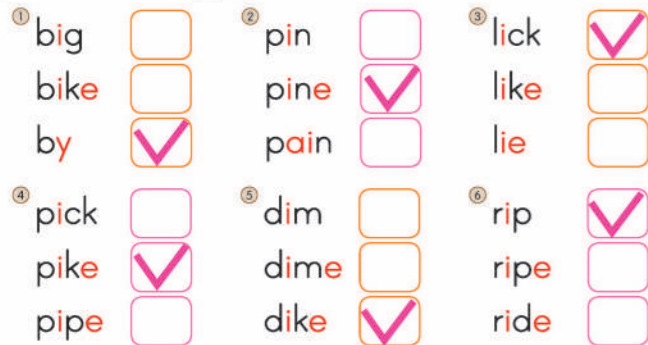 1 big
bike
by
2 pin
pine
pain
3 lick
like
lie
4 pick
pike
pipe
5 dim
dime
dike
6 rip
ripe
ride